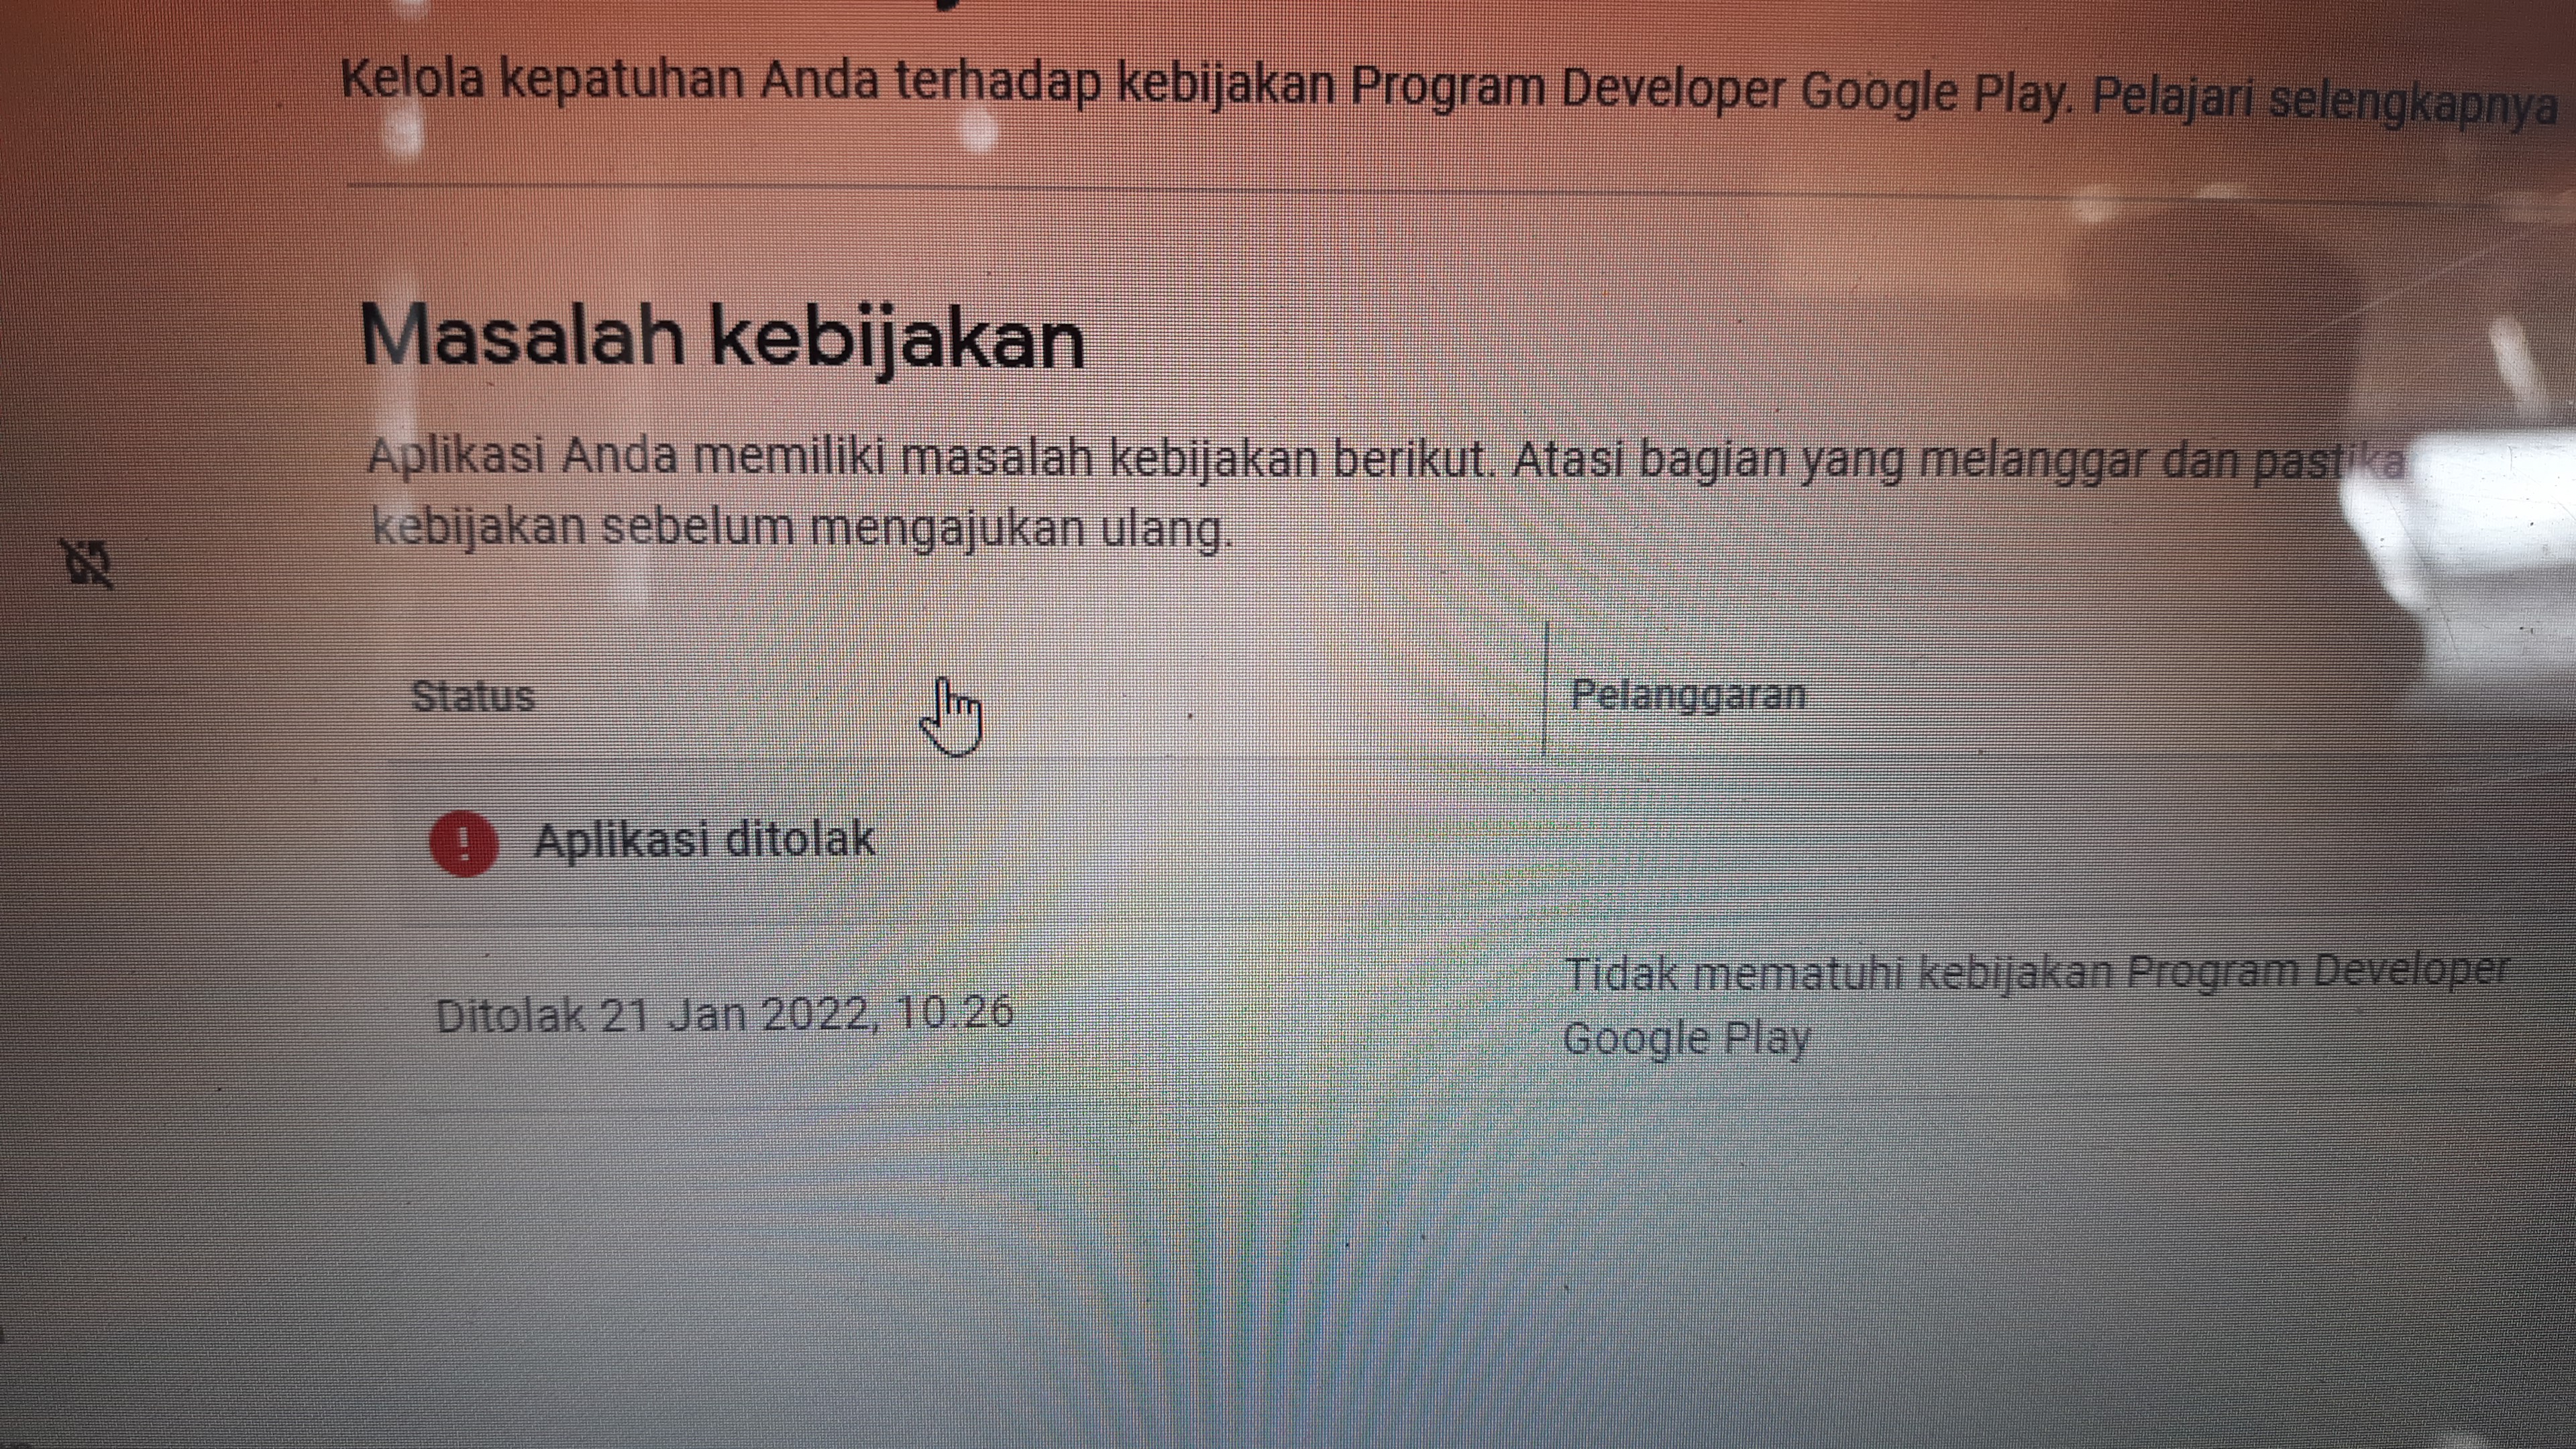 Kelola kepatuhan Anda terhadap kebijakan Program Developer Google Play. Pelajari selengkapnya
Masalah kebijakan
Aplikasi Anda memiliki masalah kebijakan berikut. Atasi bagian yang melanggar dan
kebijakan sebelum mengajukan ulang.
Status
Pelanggaran
Aplikasi ditolak
Ditolak 21 Jan 2022, 10.26
Tidak mematuhi kebijakan Program Developer
Google Play